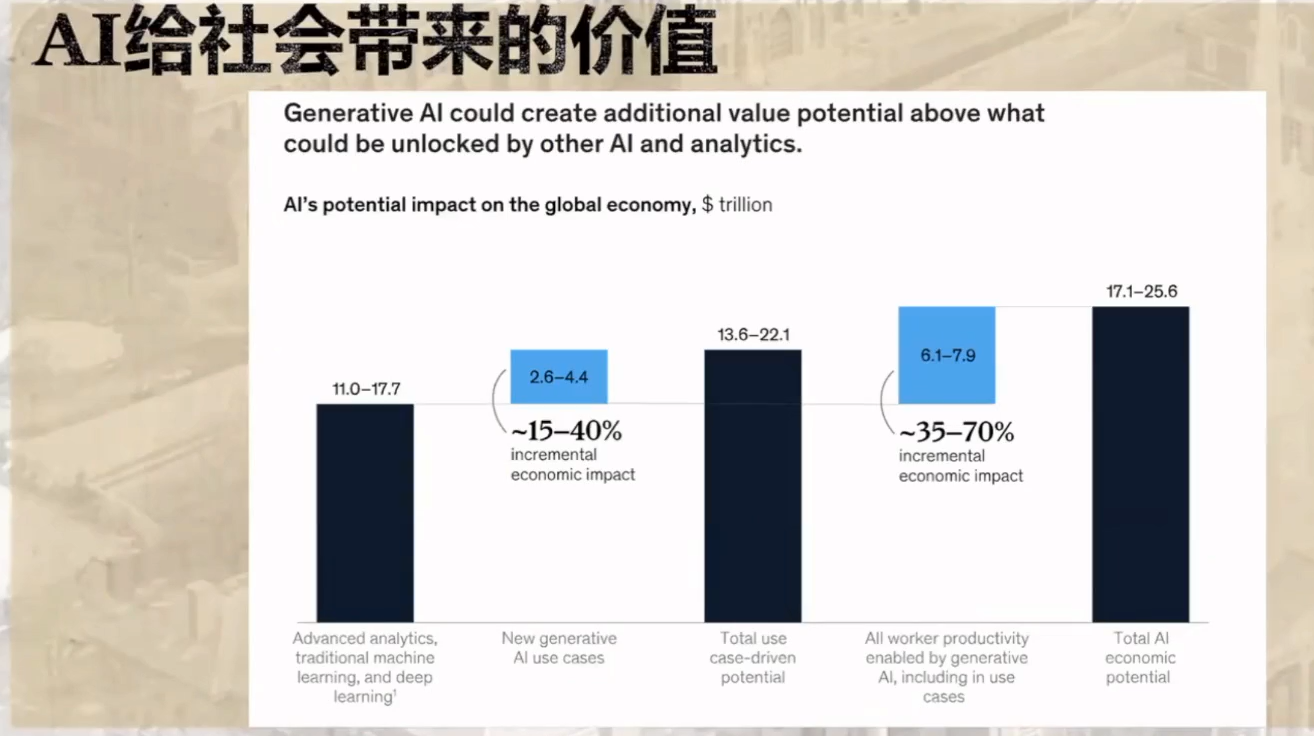 AI给社会带来的价值
Generative AI could create additional value potential above what
could be unlocked by other AI and analytics.
AI's potential impact on the global economy, $ trillion
11.0–17.7
2.6–4.4
~15–40%
incremental
economic impact
13.6–22.1
6.1–7.9
~35–70%
incremental
economic impact
17.1–25.6
Advanced analytics,
traditional machine
learning, and deep
learning¹
New generative
AI use cases
Total use
case-driven
potential
All worker productivity
enabled by generative
AI, including in use
cases
Total AI
economic
potential